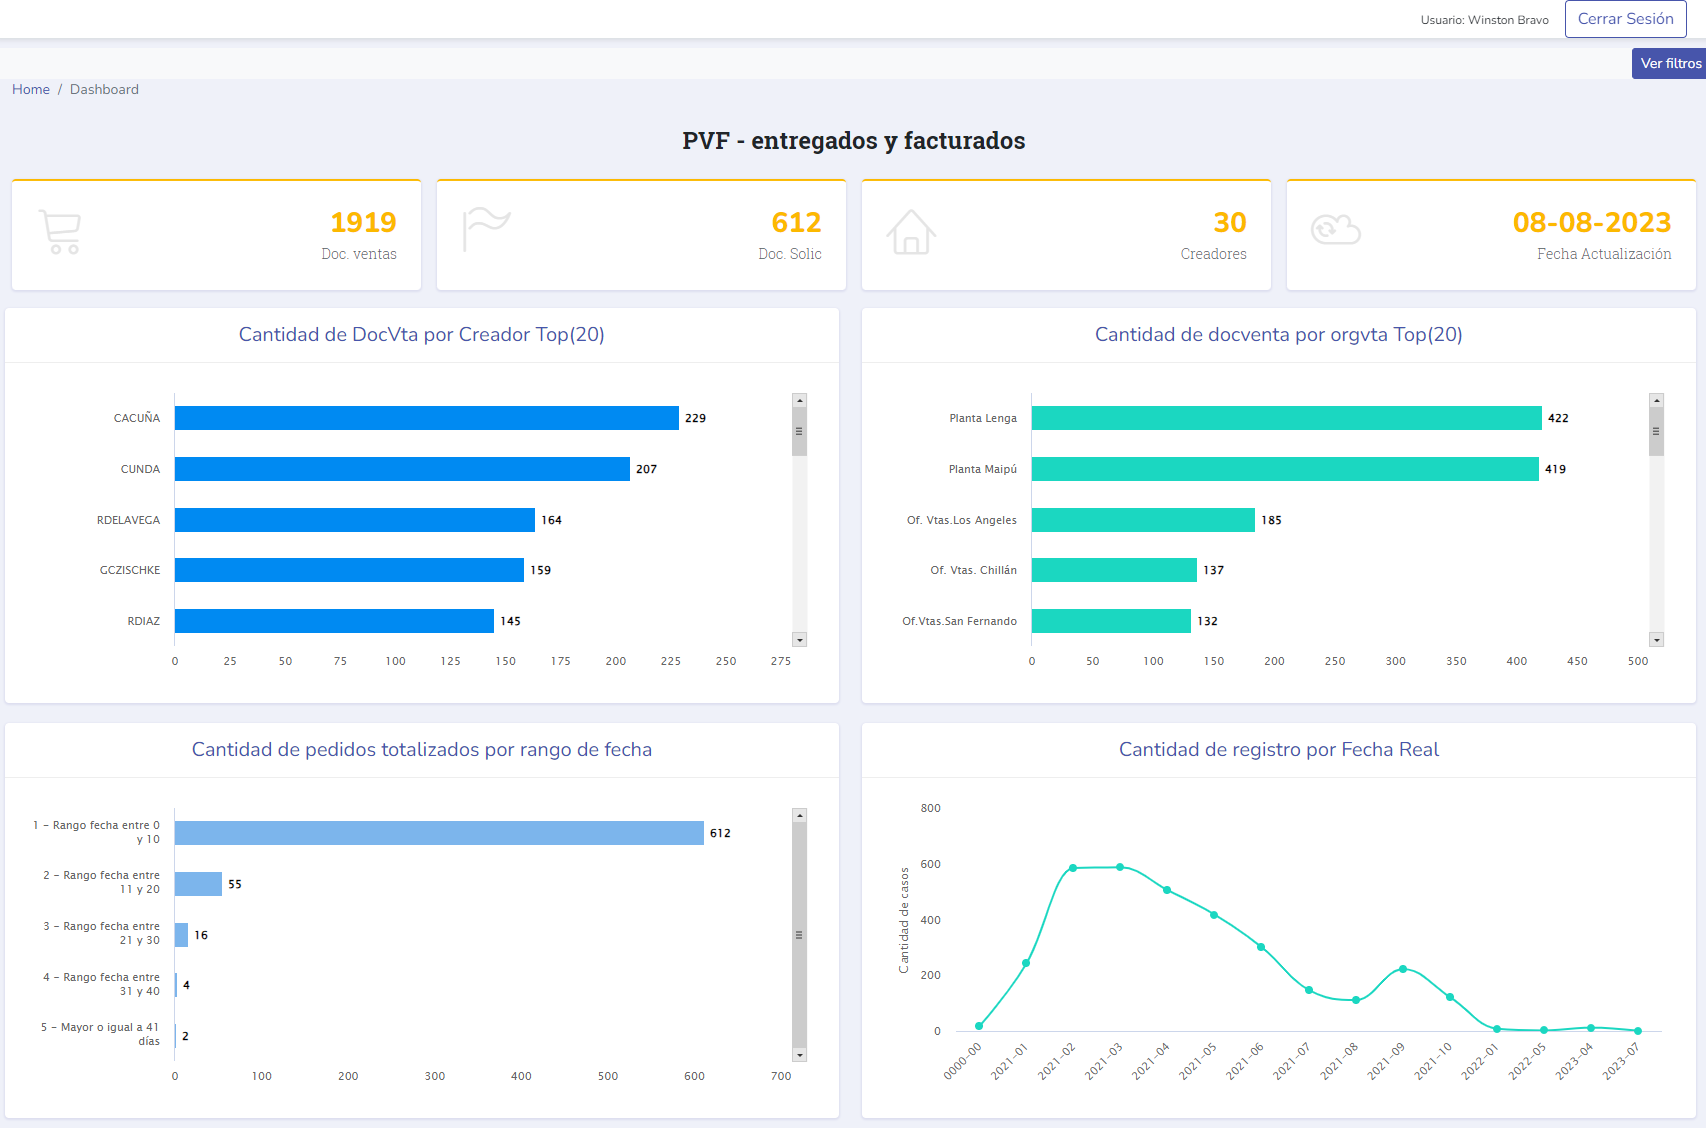 Usuario: Winston Bravo
Cerrar Sesión
Ver filtros
Home / Dashboard
PVF - entregados y facturados
1919
Doc. ventas
612
Doc. Solic
30
Creadores
08-08-2023
Fecha Actualización
Cantidad de DocVta por Creador Top(20)
CACUÑA
229
CUNDA
207
RDELAVEGA
164
GCZISCHKE
159
RDIAZ
145
0 25 50 75 100 125 150 175 200 225 250 275
Cantidad de docventa por orgvta Top(20)
Planta Lenga
422
Planta Maipú
419
Of. Vtas.Los Angeles
185
Of. Vtas. Chillán
137
Of.Vtas.San Fernando
132
0 50 100 150 200 250 300 350 400 450 500
Cantidad de pedidos totalizados por rango de fecha
1 - Rango fecha entre 0
y 10
612
2 - Rango fecha entre
11 y 20
55
3 - Rango fecha entre
21 y 30
16
4 - Rango fecha entre
31 y 40
4
5 - Mayor o igual a 41
días
2
0 100 200 300 400 500 600 700
Cantidad de registro por Fecha Real
Cantidad de casos
800
600
400
200
0
0000-00 2021-01 2021-02 2021-03 2021-04 2021-05 2021-06 2021-07 2021-08 2021-09 2021-10 2022-01 2022-05 2023-04 2023-07